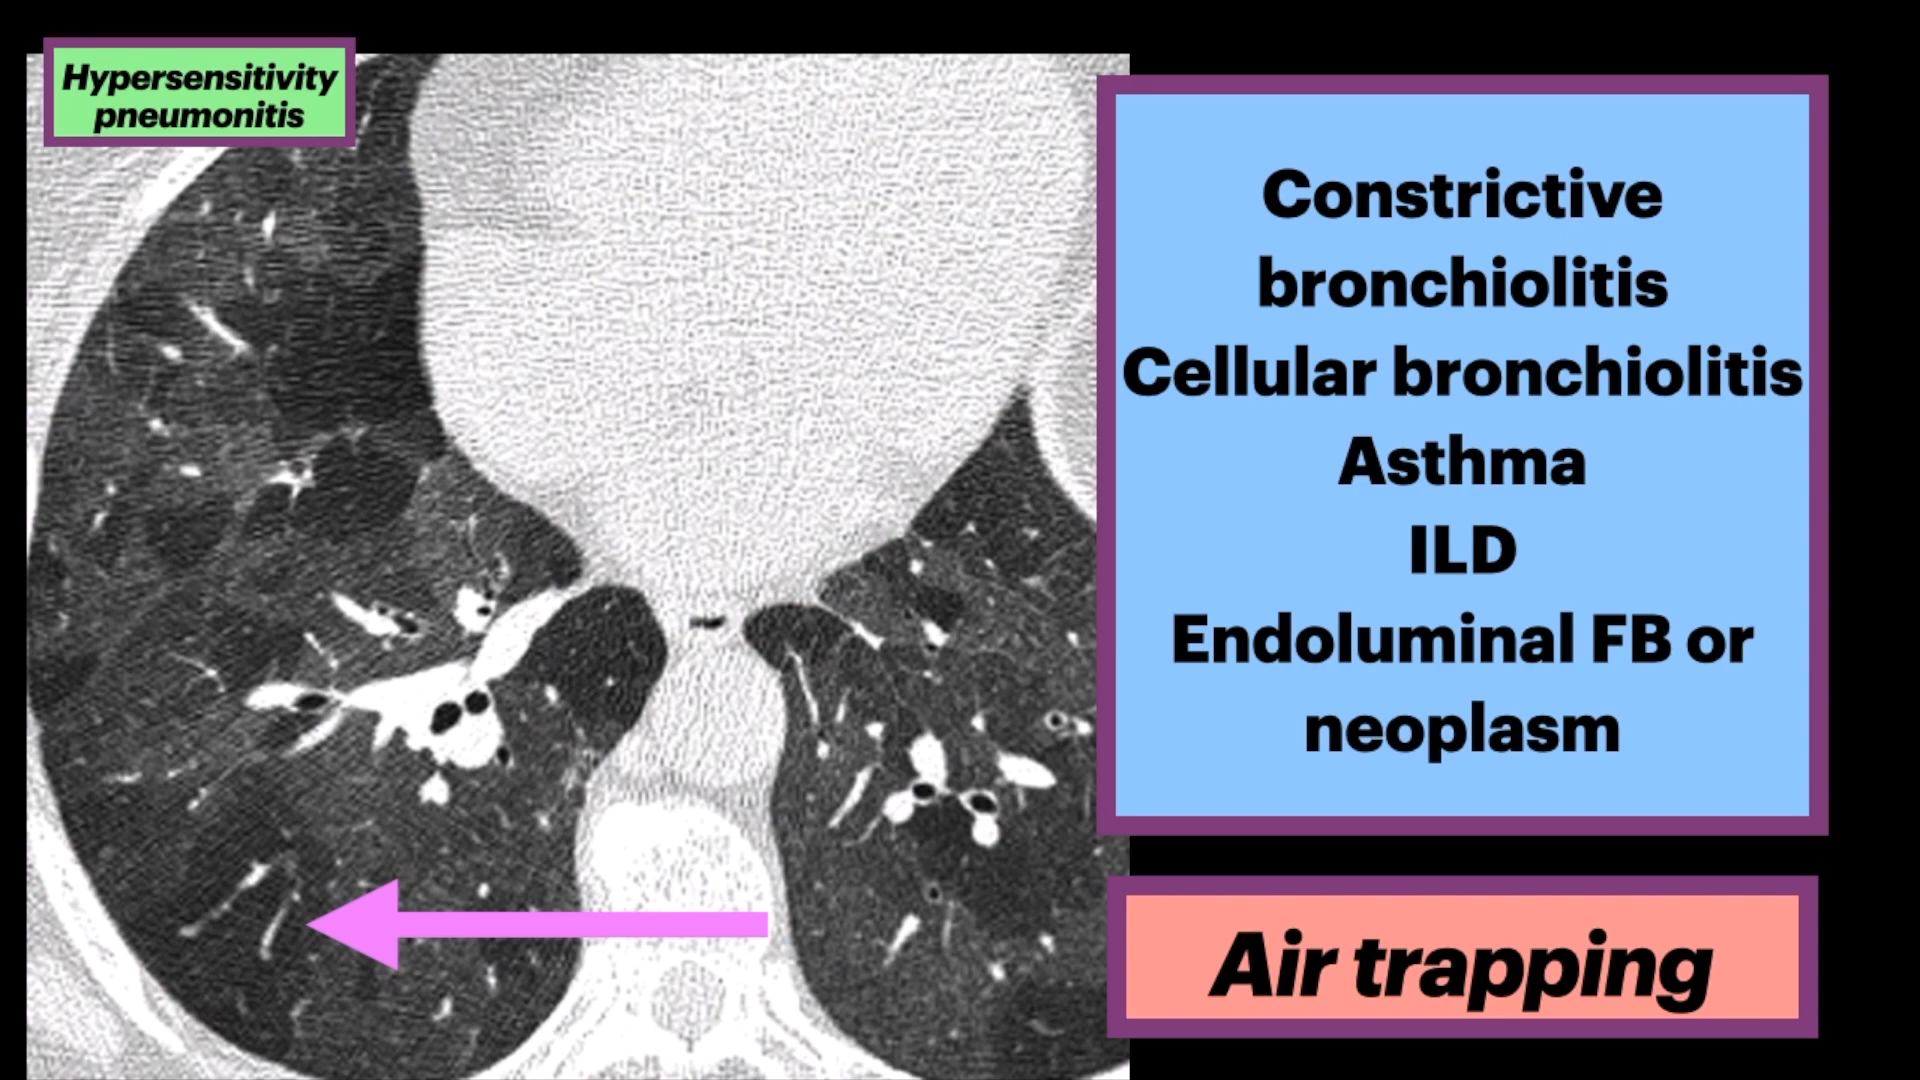 Hypersensitivity
pneumonitis
Constrictive
bronchiolitis
Cellular bronchiolitis
Asthma
ILD
Endoluminal FB or
neoplasm
Air trapping